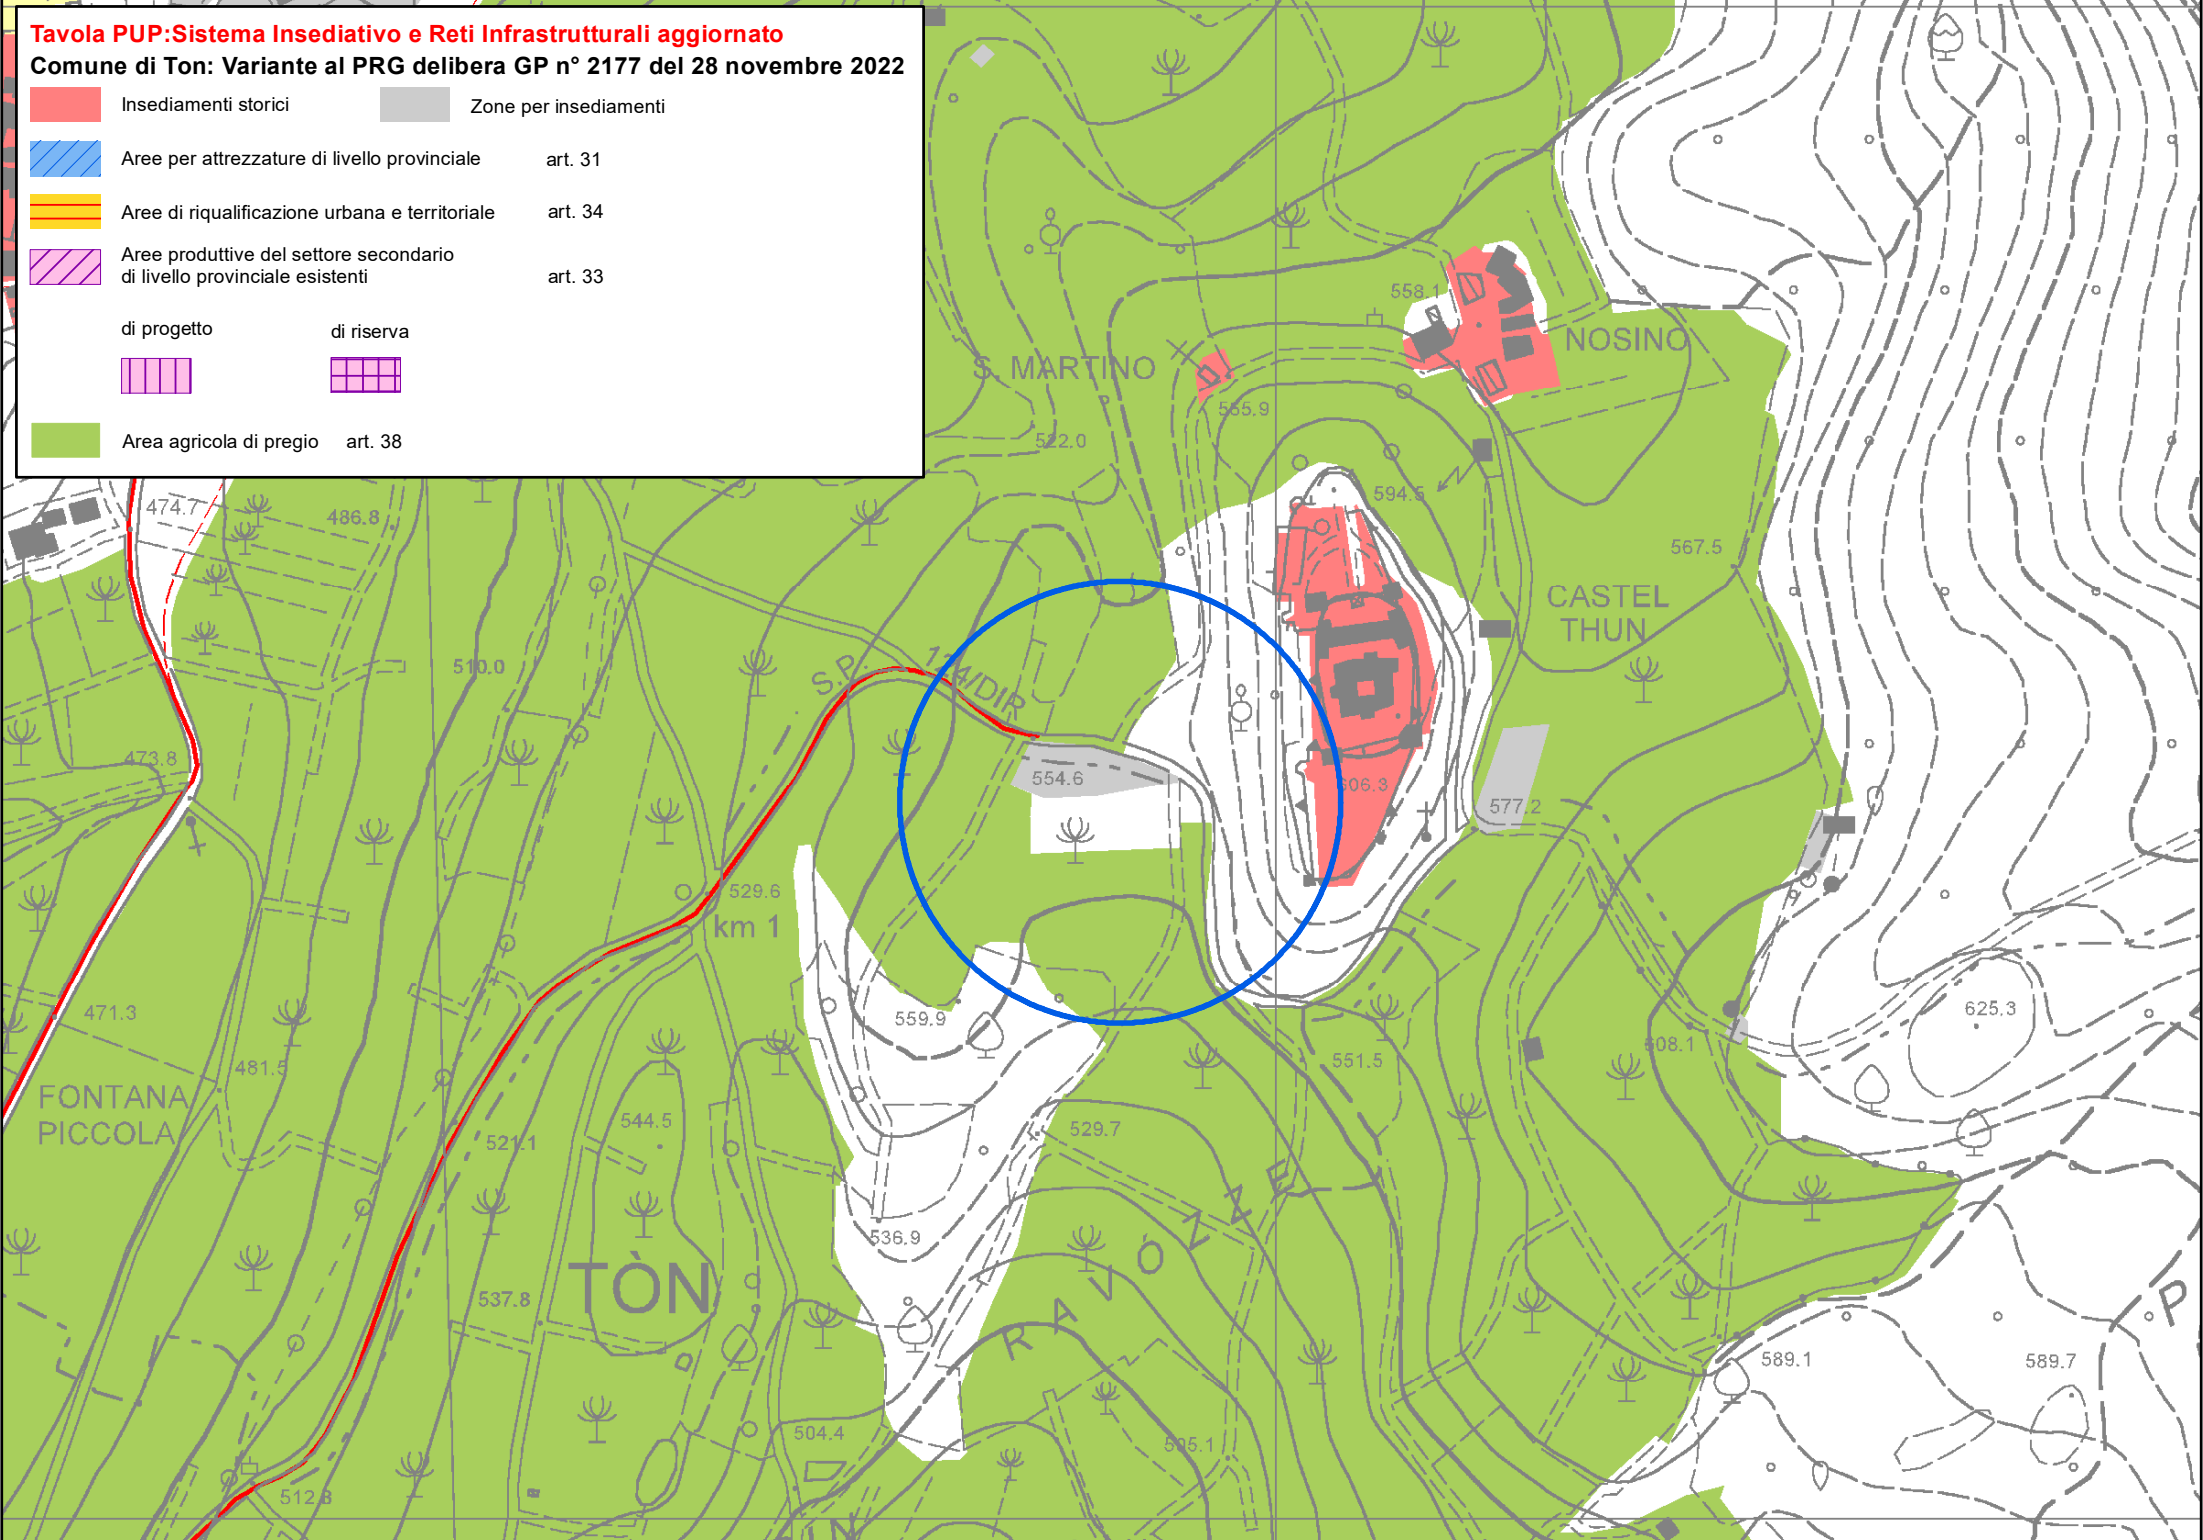 Tavola PUP:Sistema Insediativo e Reti Infrastrutturali aggiornato
Comune di Ton: Variante al PRG delibera GP n° 2177 del 28 novembre 2022
Insediamenti storici
Zone per insediamenti
Aree per attrezzature di livello provinciale art. 31
Aree di riqualificazione urbana e territoriale art. 34
Aree produttive del settore secondario
di livello provinciale esistenti art. 33
di progetto di riserva
Area agricola di pregio art. 38
558.1
NOSINO
S. MARTINO
555.9
522.0
594.5
474.7
486.8
567.5
CASTEL
THUN
510.0
S.P. 134/DIR
473.8
554.6
606.3
577.2
529.6
km 1
471.3
559.9
625.3
481.5
551.5
608.1
FONTANA
PICCOLA
544.5
529.7
521.1
536.9
RAVÓZZE
TÒN
537.8
P
589.1
589.7
504.4
505.1
512.8